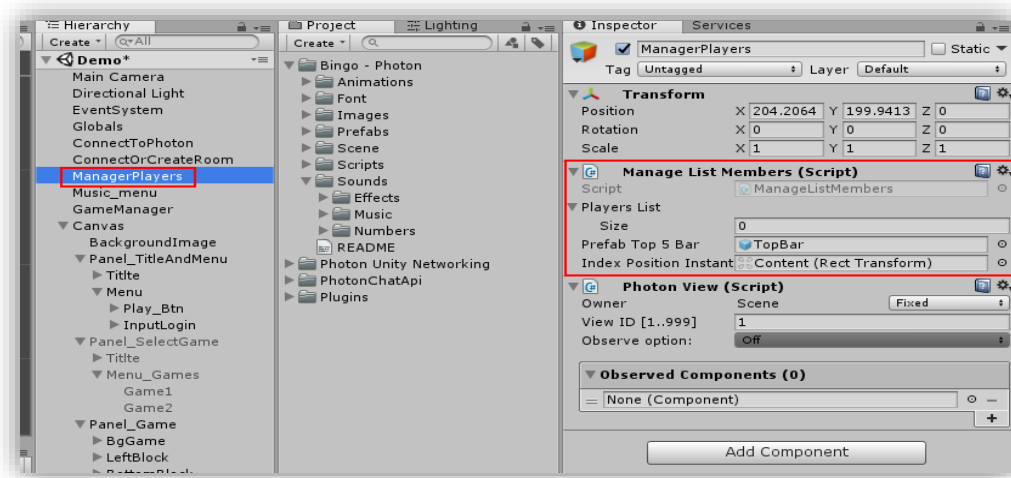 Hierarchy
Create
All
Demo*
Main Camera
Directional Light
EventSystem
Globals
ConnectToPhoton
ConnectOrCreateRoom
ManagerPlayers
Music_menu
GameManager
Canvas
BackgroundImage
Panel_TitleAndMenu
Titlte
Menu
Play_Btn
InputLogin
Panel_SelectGame
Titlte
Menu_Games
Game1
Game2
Panel_Game
BgGame
LeftBlock
BottomBlock
Project Lighting
Create
Bingo - Photon
Animations
Font
Images
Prefabs
Scene
Scripts
Sounds
Effects
Music
Numbers
README
Photon Unity Networking
PhotonChatApi
Plugins
Inspector Services
ManagerPlayers Static
Tag Untagged Layer Default
Transform
Position X 204.2064 Y 199.9413 Z 0
Rotation X 0 Y 0 Z 0
Scale X 1 Y 1 Z 1
Manage List Members (Script)
Script ManageListMembers
Players List
Size 0
Prefab Top 5 Bar TopBar
Index Position Instant Content (Rect Transform)
Photon View (Script)
Owner Scene Fixed
View ID [1..999] 1
Observe option: Off
Observed Components (0)
None (Component)
Add Component